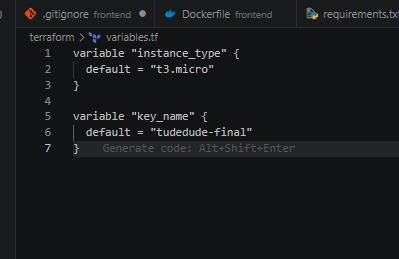 .gitignore frontend
Dockerfile frontend
requirements.txt
terraform > variables.tf
1 variable "instance_type" {
2 default = "t3.micro"
3 }
4
5 variable "key_name" {
6 default = "tudedude-final"
7 } Generate code: Alt+Shift+Enter